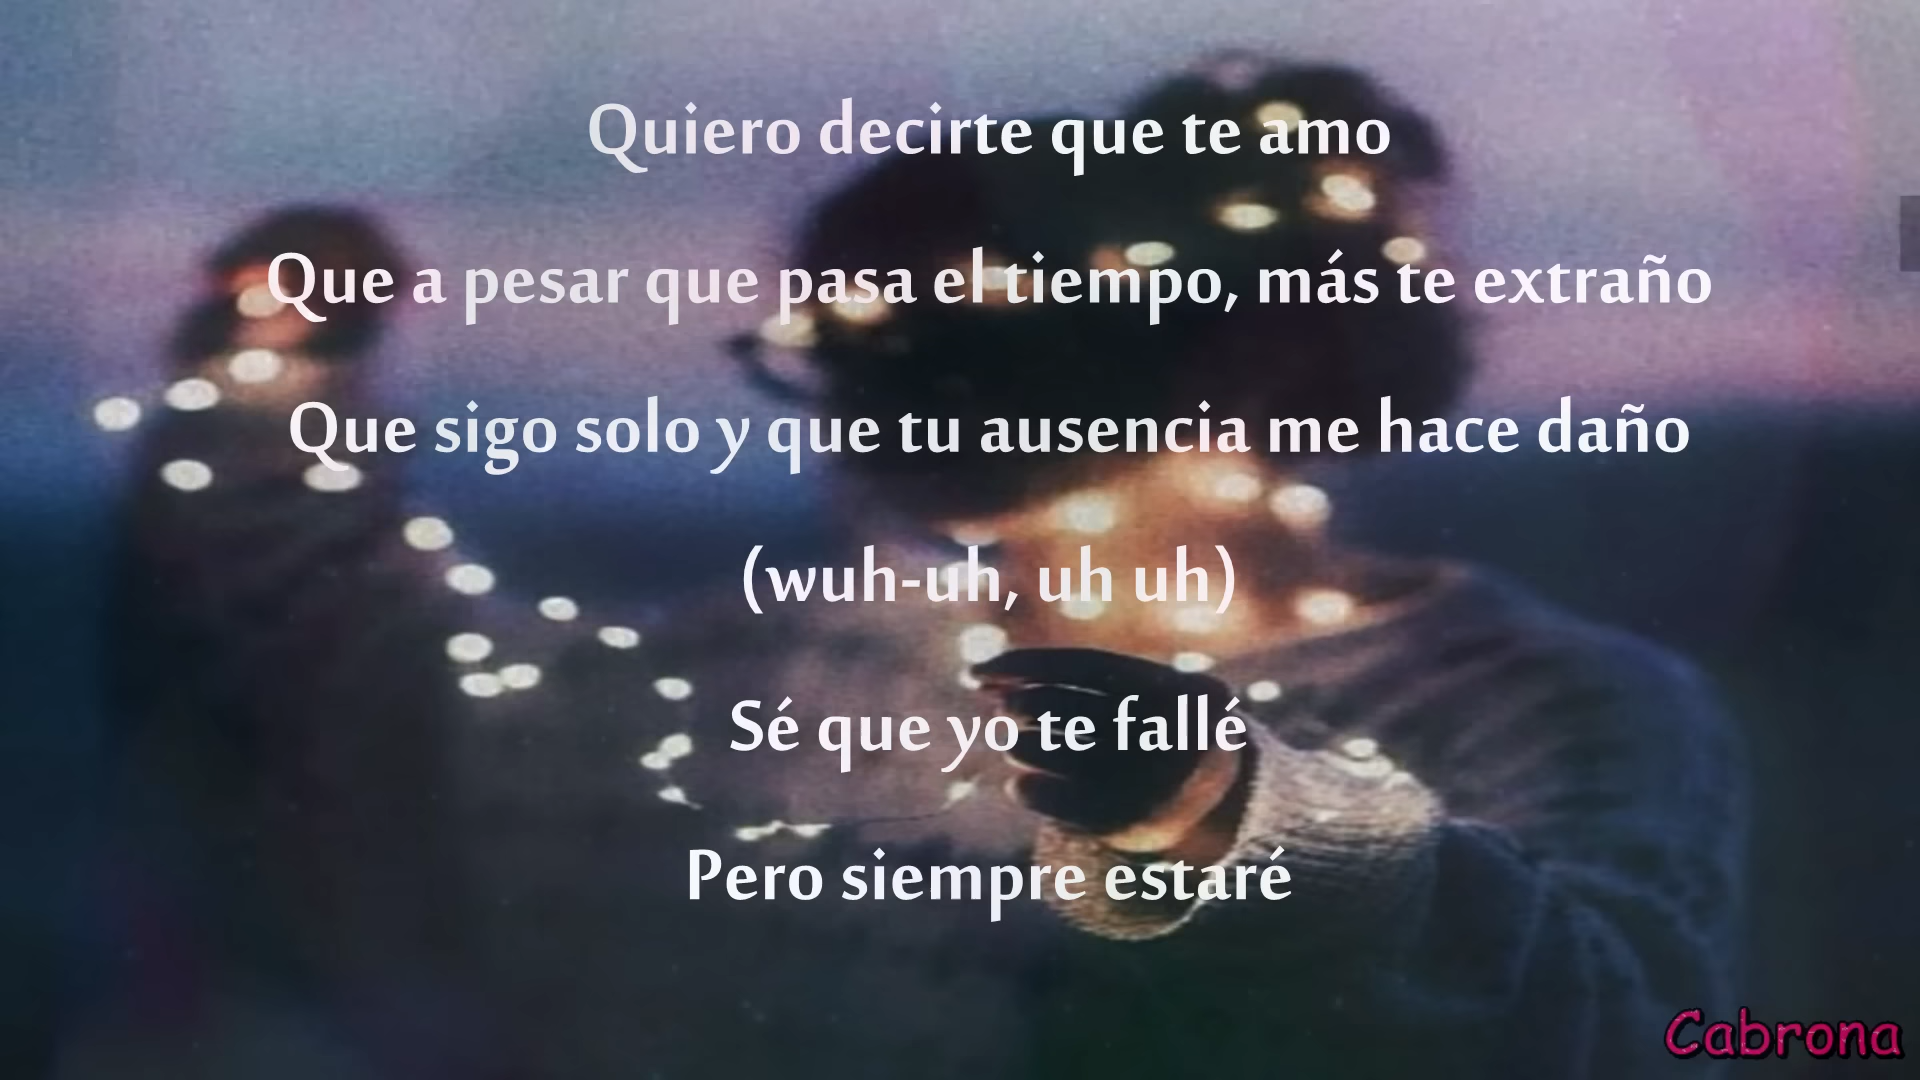 Quiero decirte que te amo
Que a pesar que pasa el tiempo, más te extraño
Que sigo solo y que tu ausencia me hace daño
(wuh-uh, uh uh)
Sé que yo te fallé
Pero siempre estaré
Cabrona